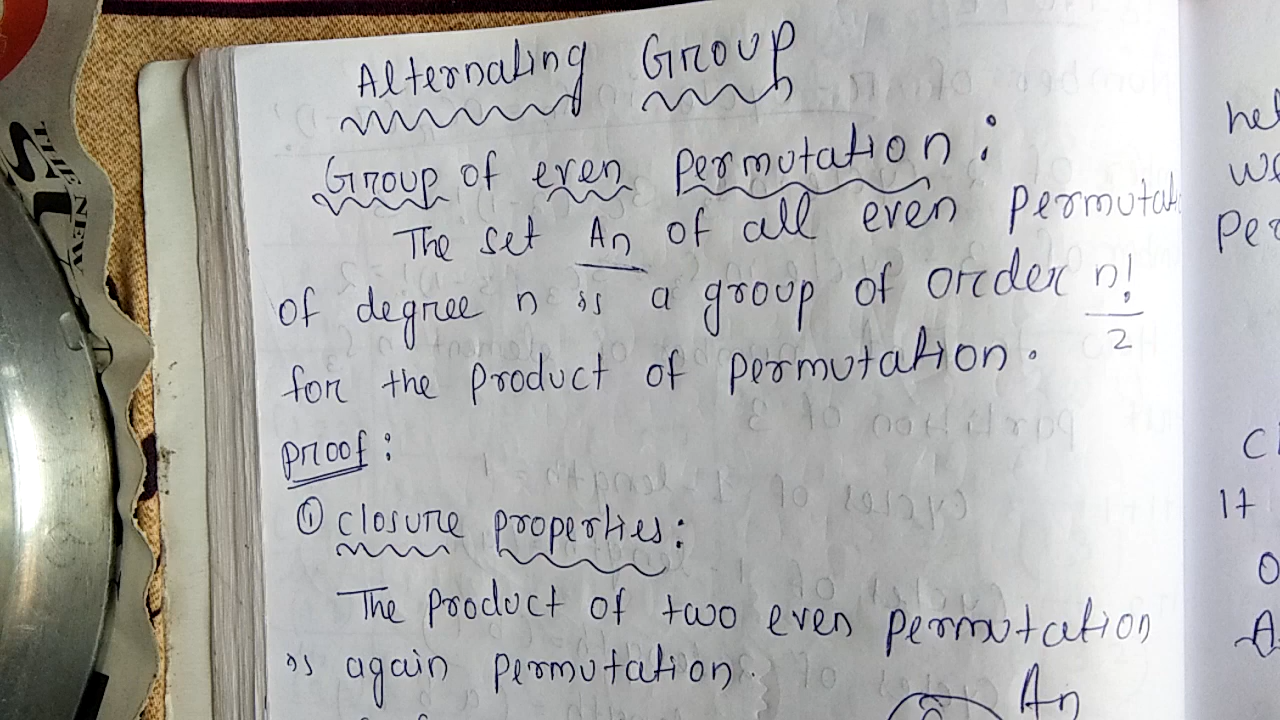 Alternating Group
Group of even Permutation :
The set An of all even Permutat
of degree n is a group of order n!/2
for the Product of Permutation.
Proof :
① closure properties :
The Product of two even Permutation
is again permutation.
An
THE NEW